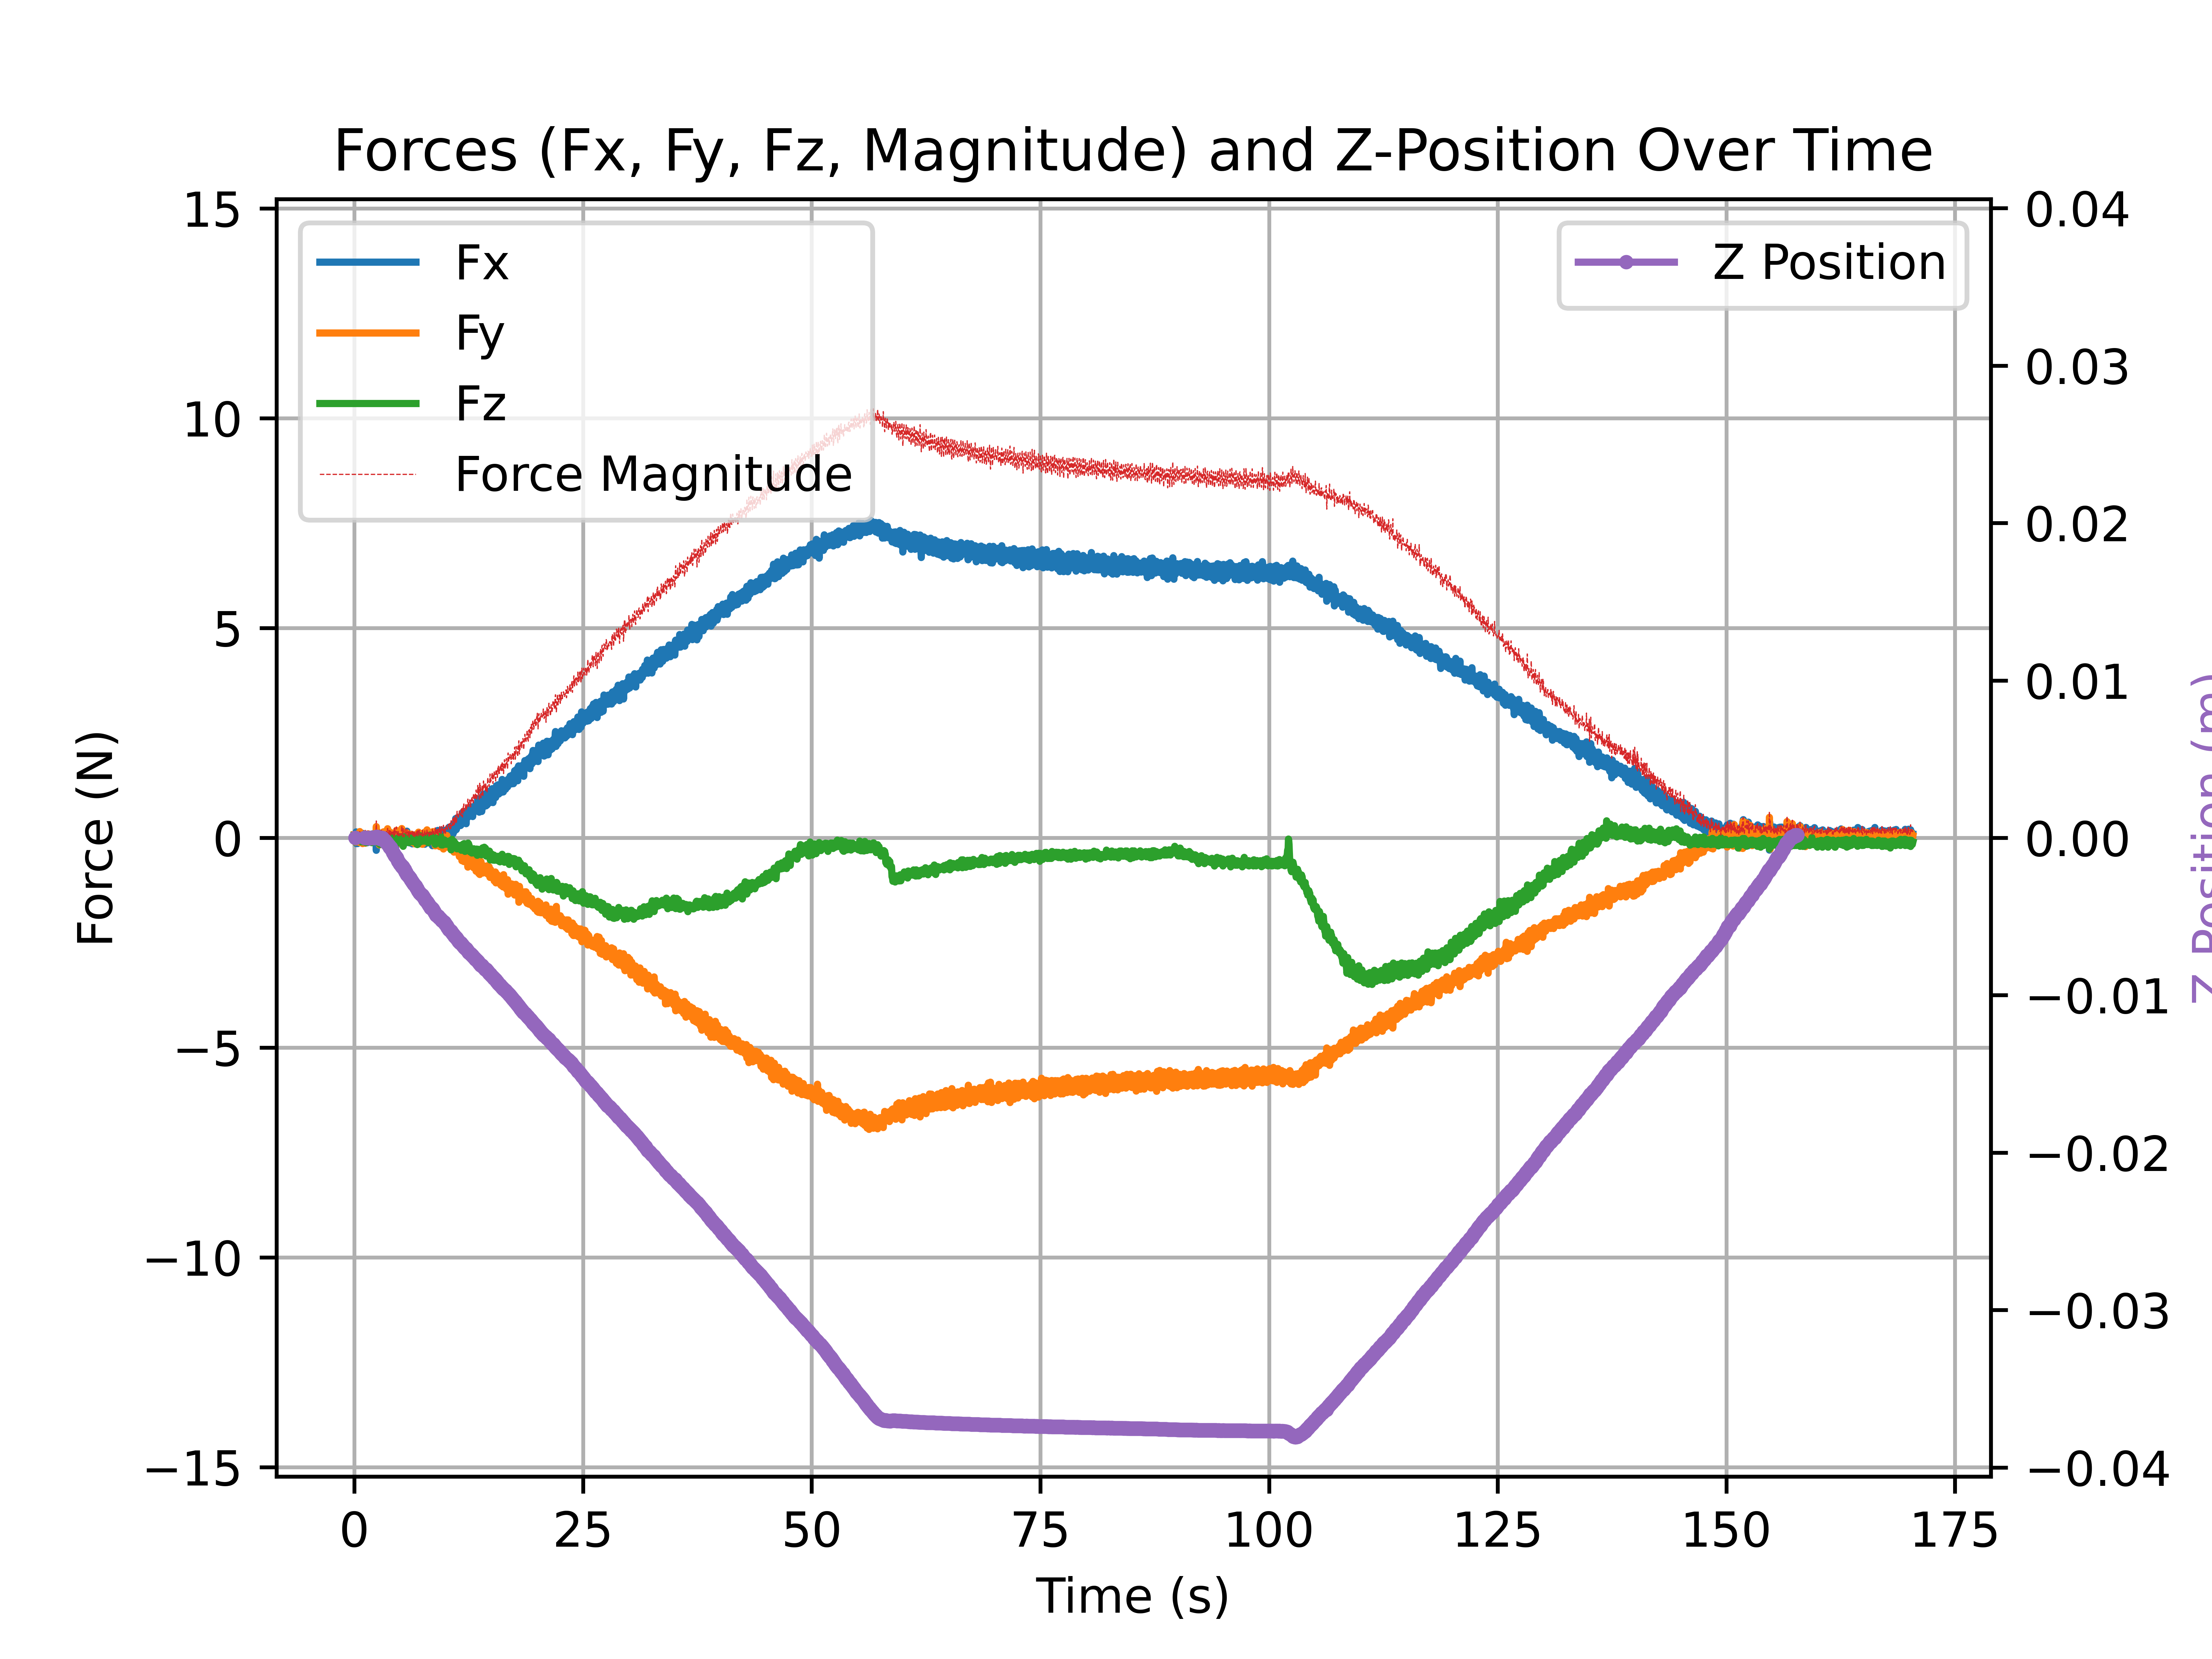 Forces (Fx, Fy, Fz, Magnitude) and Z-Position Over Time
Fx
Fy
Fz
Force Magnitude
Z Position
Force (N)
15
10
5
0
−5
−10
−15
0.04
0.03
0.02
0.01
0.00
−0.01
−0.02
−0.03
−0.04
Z Position (m)
0
25
50
75
100
125
150
175
Time (s)